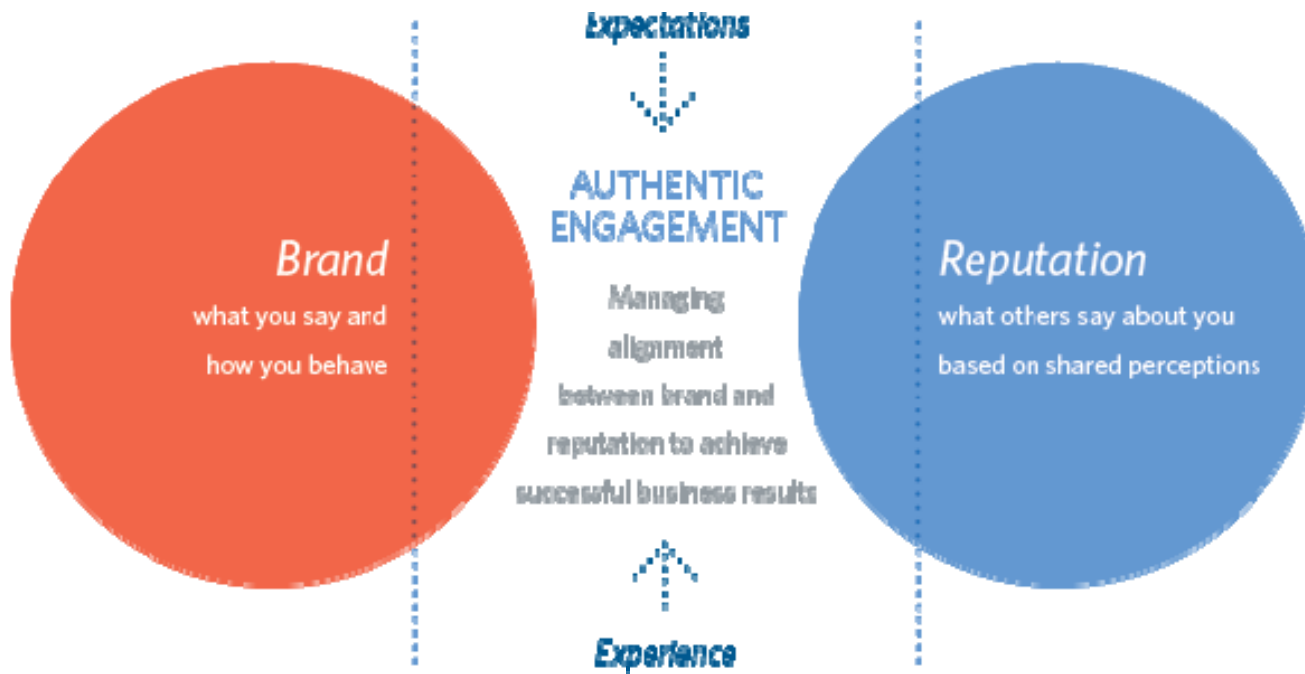 Expectations
AUTHENTIC
ENGAGEMENT
Brand
what you say and
how you behave
Managing
alignment
between brand and
reputation to achieve
successful business results
Reputation
what others say about you
based on shared perceptions
Experience